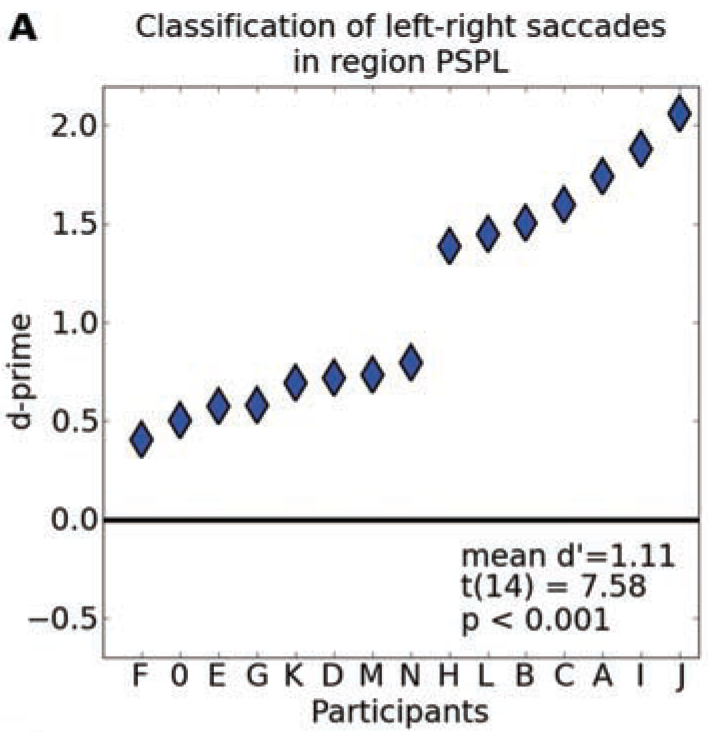 A
Classification of left-right saccades
in region PSPL
2.0
1.5
1.0
0.5
0.0
−0.5
d-prime
mean d'=1.11
t(14) = 7.58
p < 0.001
F 0 E G K D M N H L B C A I J
Participants